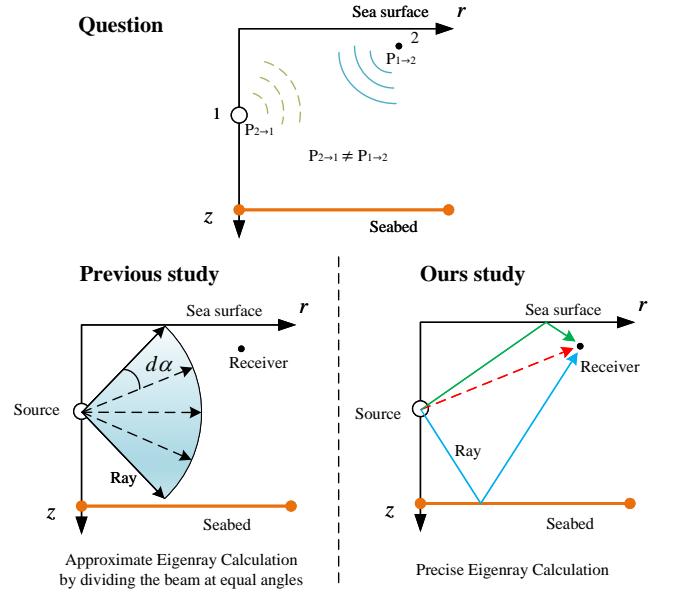 Question
Sea surface
r
2
P1→2
1
P2→1
P2→1 ≠ P1→2
z
Seabed
Previous study
Sea surface
r
Receiver
dα
Source
Ray
z
Seabed
Approximate Eigenray Calculation
by dividing the beam at equal angles
Ours study
Sea surface
r
Receiver
Source
Ray
z
Seabed
Precise Eigenray Calculation